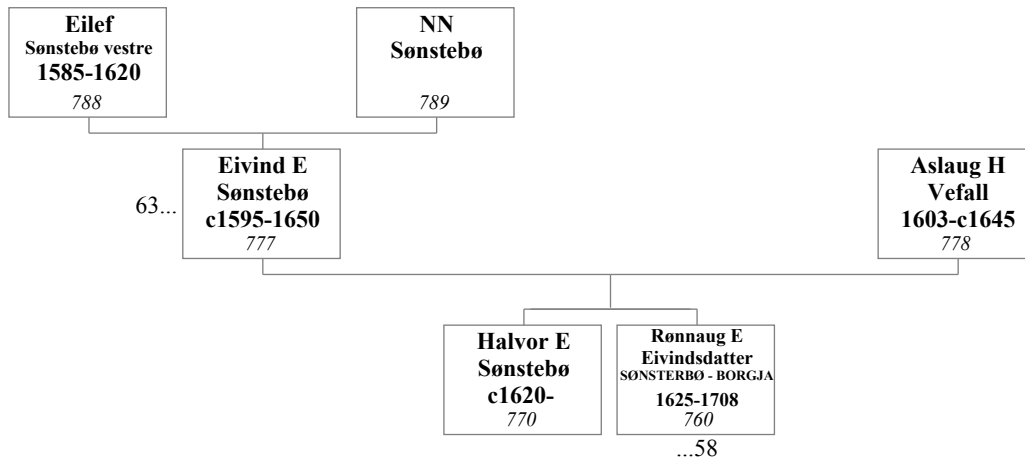 Eilef
Sønstebø vestre
1585-1620
788
NN
Sønstebø
789
63...
Eivind E
Sønstebø
c1595-1650
777
Aslaug H
Vefall
1603-c1645
778
Halvor E
Sønstebø
c1620-
770
Rønnaug E
Eivindsdatter
SØNSTERBØ - BORGJA
1625-1708
760
...58